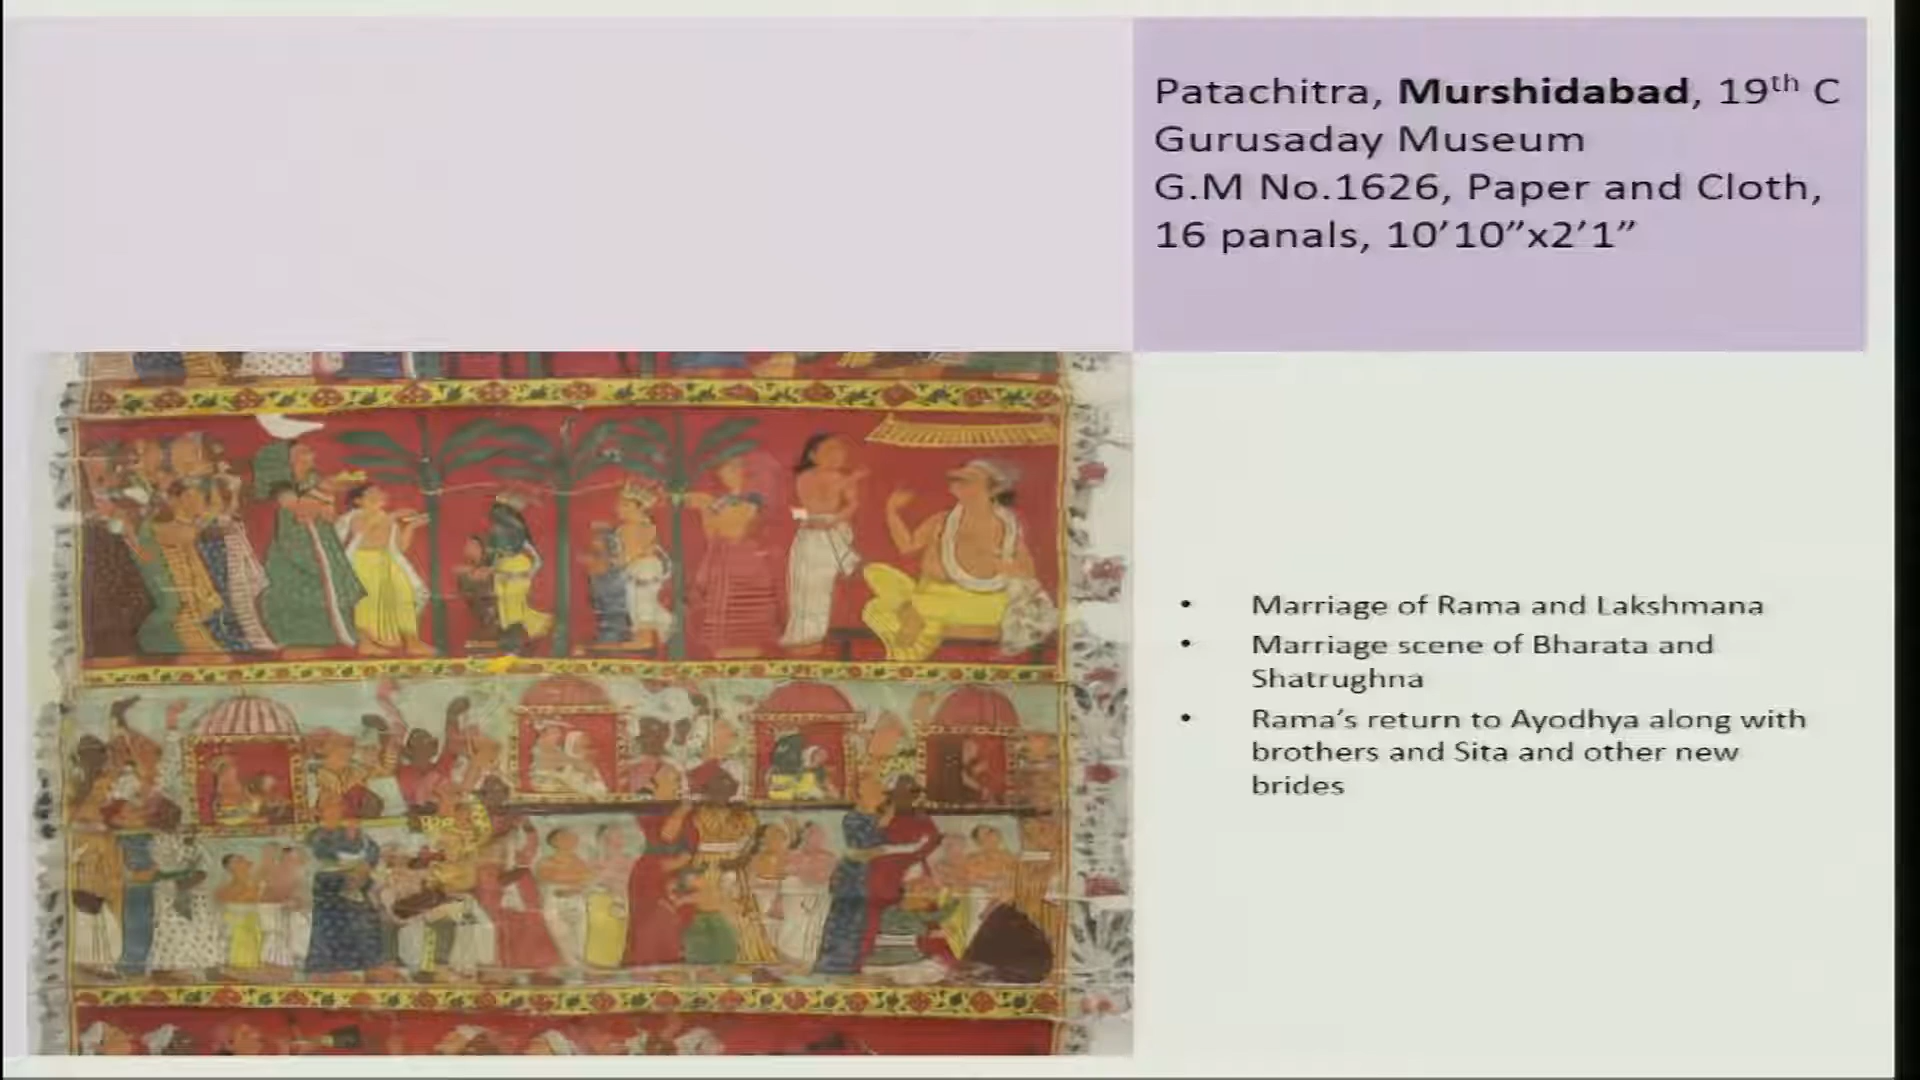 Patachitra, Murshidabad, 19th C
Gurusaday Museum
G.M No.1626, Paper and Cloth,
16 panals, 10’10”x2’1”
• Marriage of Rama and Lakshmana
• Marriage scene of Bharata and
Shatrughna
• Rama’s return to Ayodhya along with
brothers and Sita and other new
brides